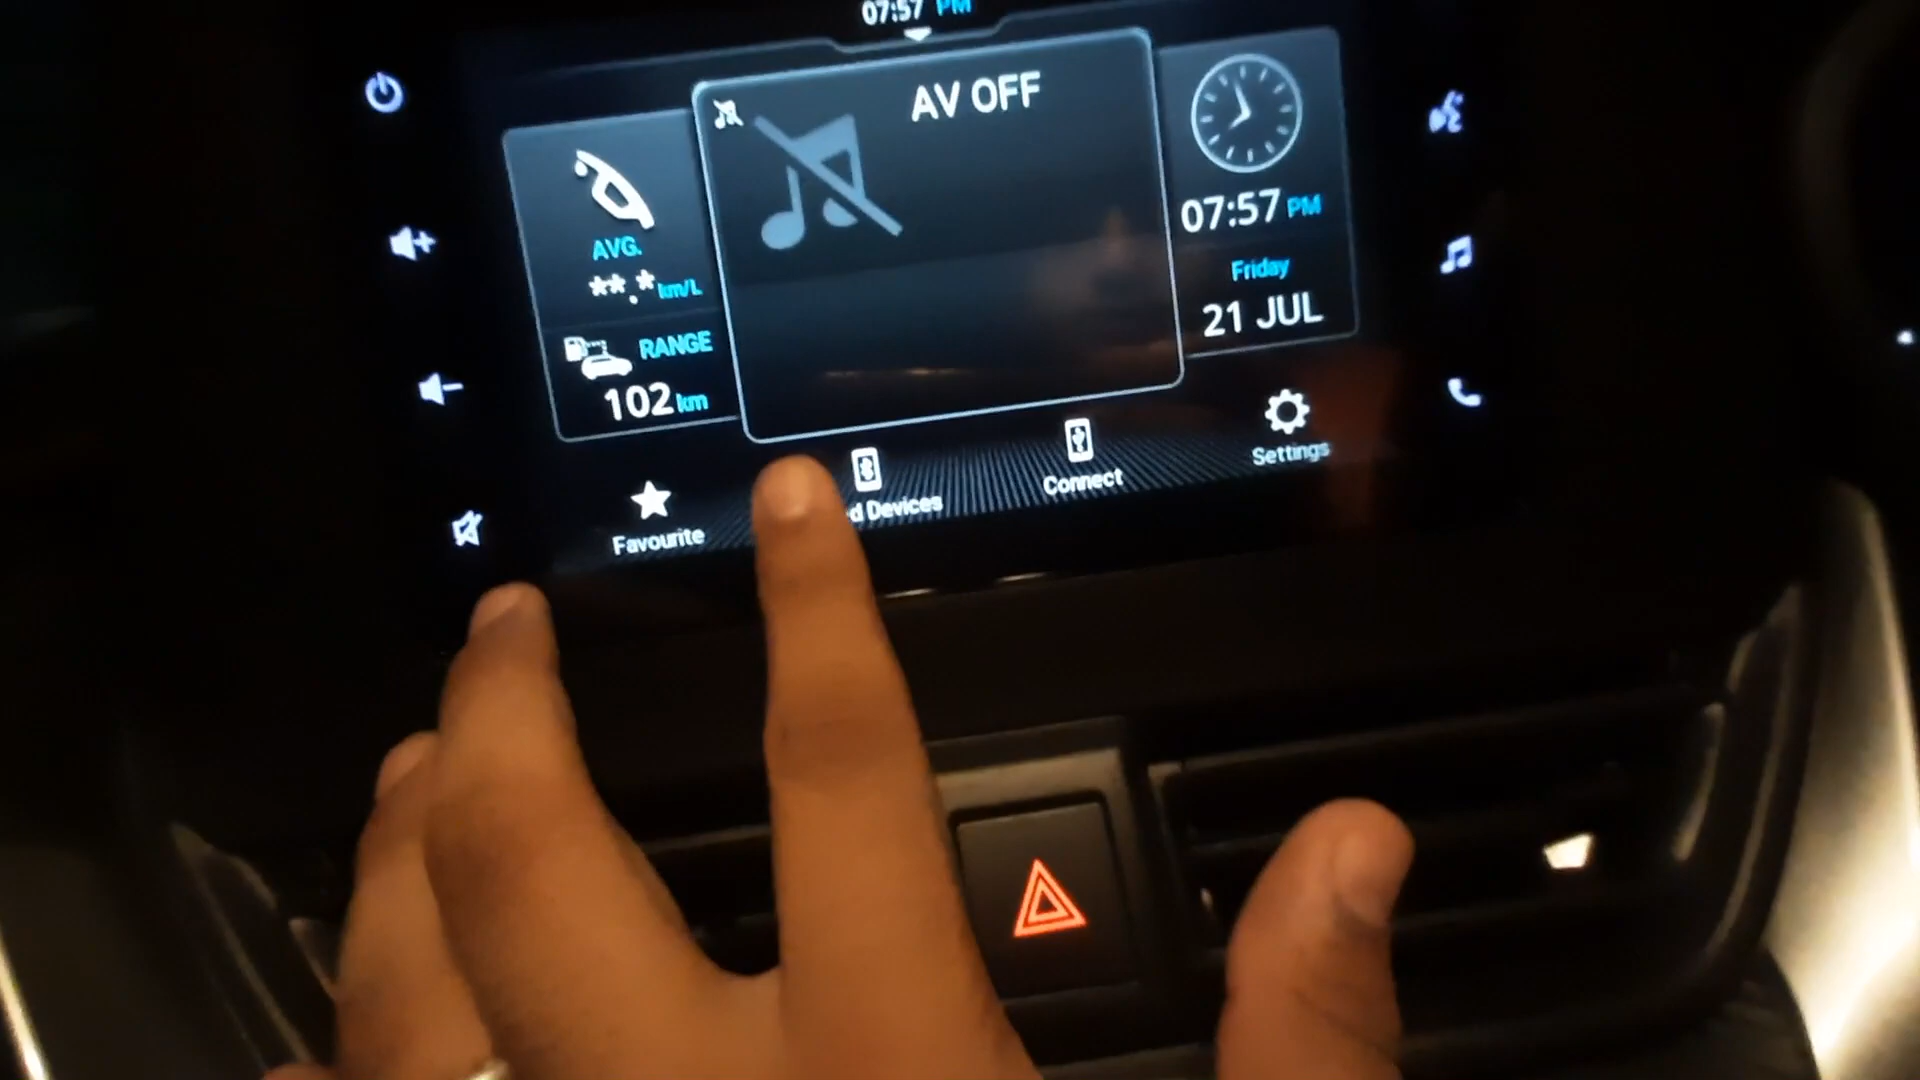 07:57 PM
AV OFF
AVG.
**.* km/L
RANGE
102 km
07:57 PM
Friday
21 JUL
Favourite
Devices
Connect
Settings